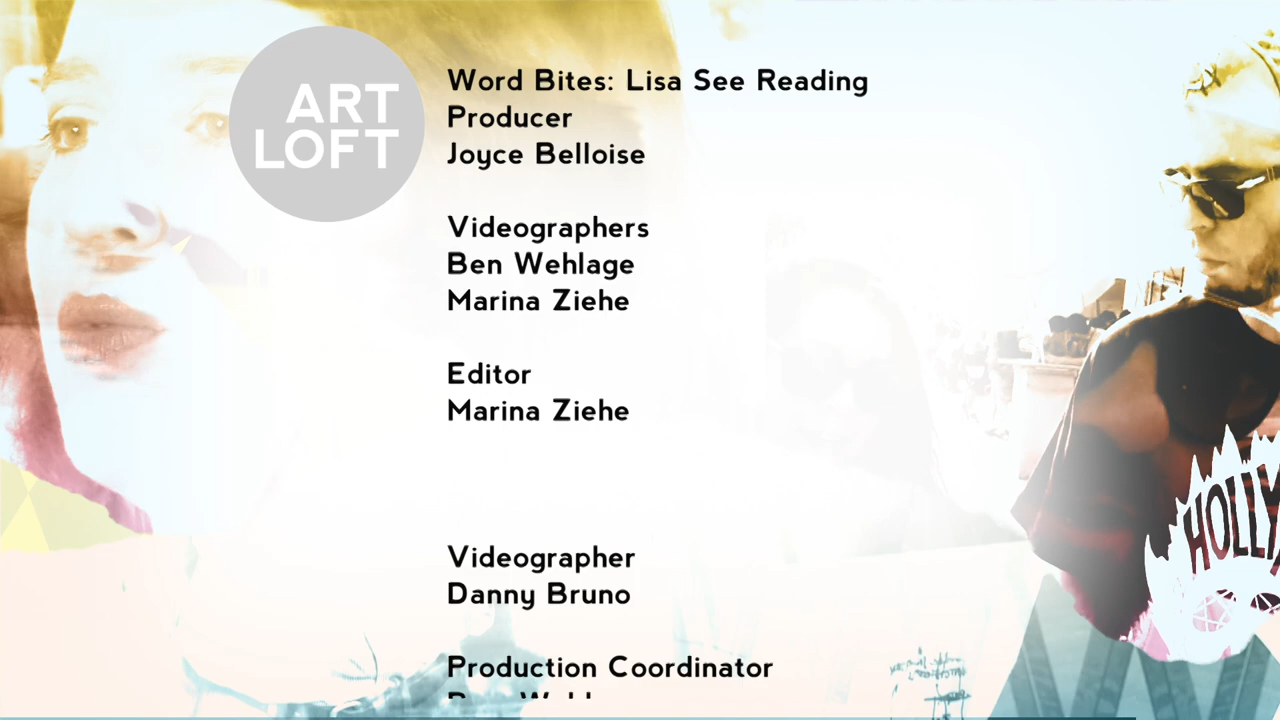 ART
LOFT
Word Bites: Lisa See Reading
Producer
Joyce Belloise
Videographers
Ben Wehlage
Marina Ziehe
Editor
Marina Ziehe
Videographer
Danny Bruno
Production Coordinator
HOLLY